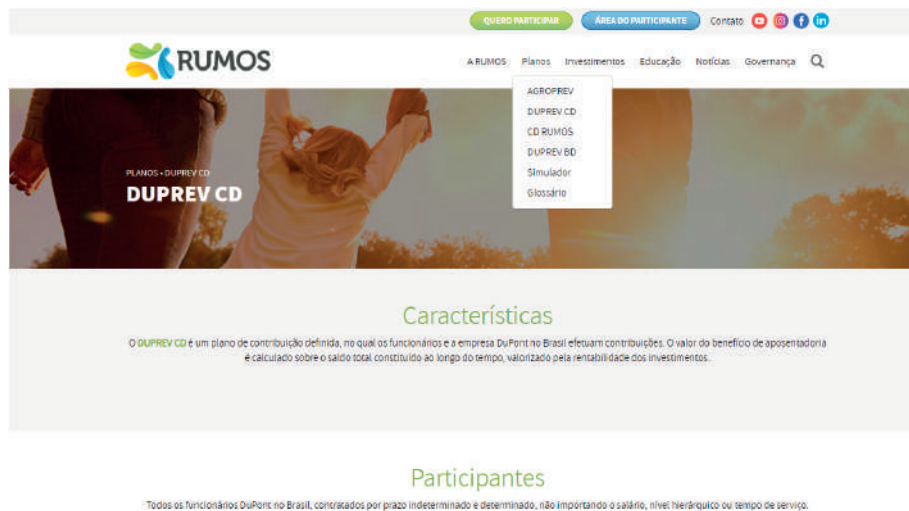 QUERO PARTICIPAR ÁREA DO PARTICIPANTE Contato
RUMOS
A RUMOS Planos Investimentos Educação Notícias Governança
AGROPREV
DUPREV CD
CD RUMOS
DUPREV BD
Simulador
Glossário
PLANOS • DUPREV CD
DUPREV CD
Características
O DUPREV CD é um plano de contribuição definida, no qual os funcionários e a empresa DuPont no Brasil efetuam contribuições. O valor do benefício de aposentadoria
é calculado sobre o saldo total constituído ao longo do tempo, valorizado pela rentabilidade dos investimentos.
Participantes
Todos os funcionários DuPont no Brasil, contratados por prazo indeterminado e determinado, não importando o salário, nível hierárquico ou tempo de serviço.